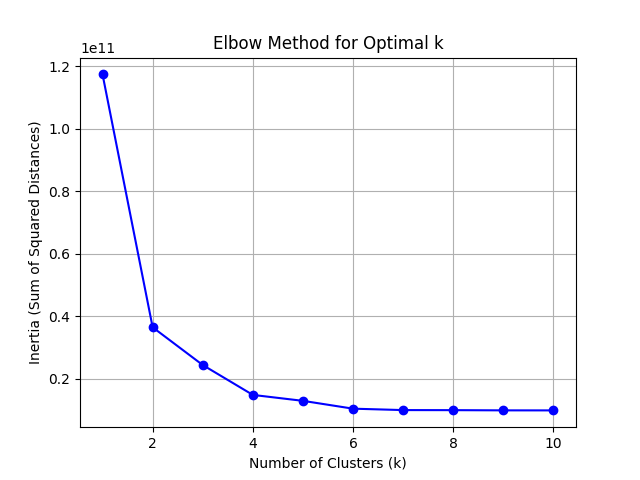 Elbow Method for Optimal k
1e11
1.2
1.0
0.8
0.6
0.4
0.2
Inertia (Sum of Squared Distances)
2 4 6 8 10
Number of Clusters (k)